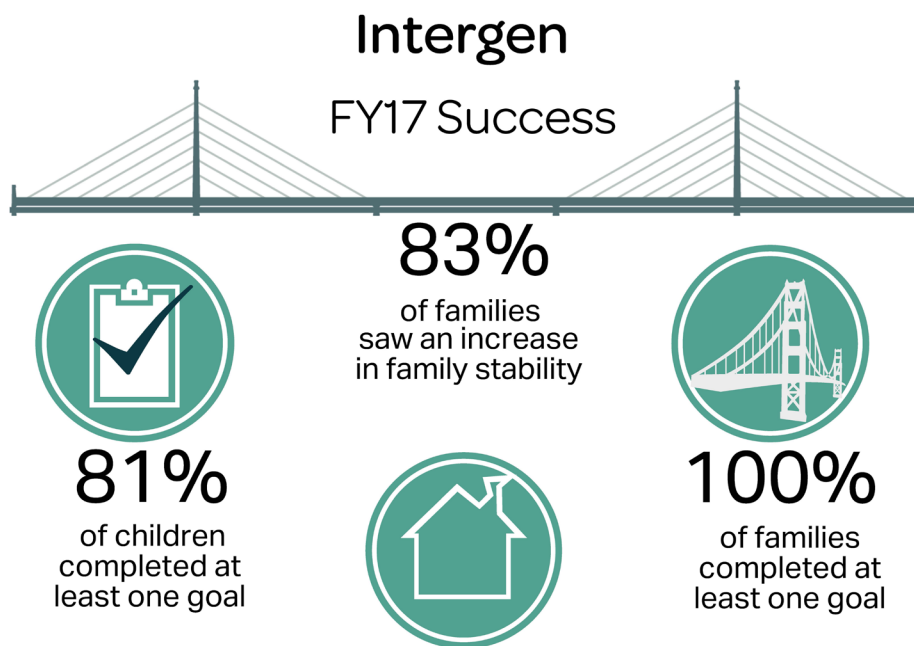 Intergen
FY17 Success
83%
of families
saw an increase
in family stability
81%
of children
completed at
least one goal
100%
of families
completed at
least one goal